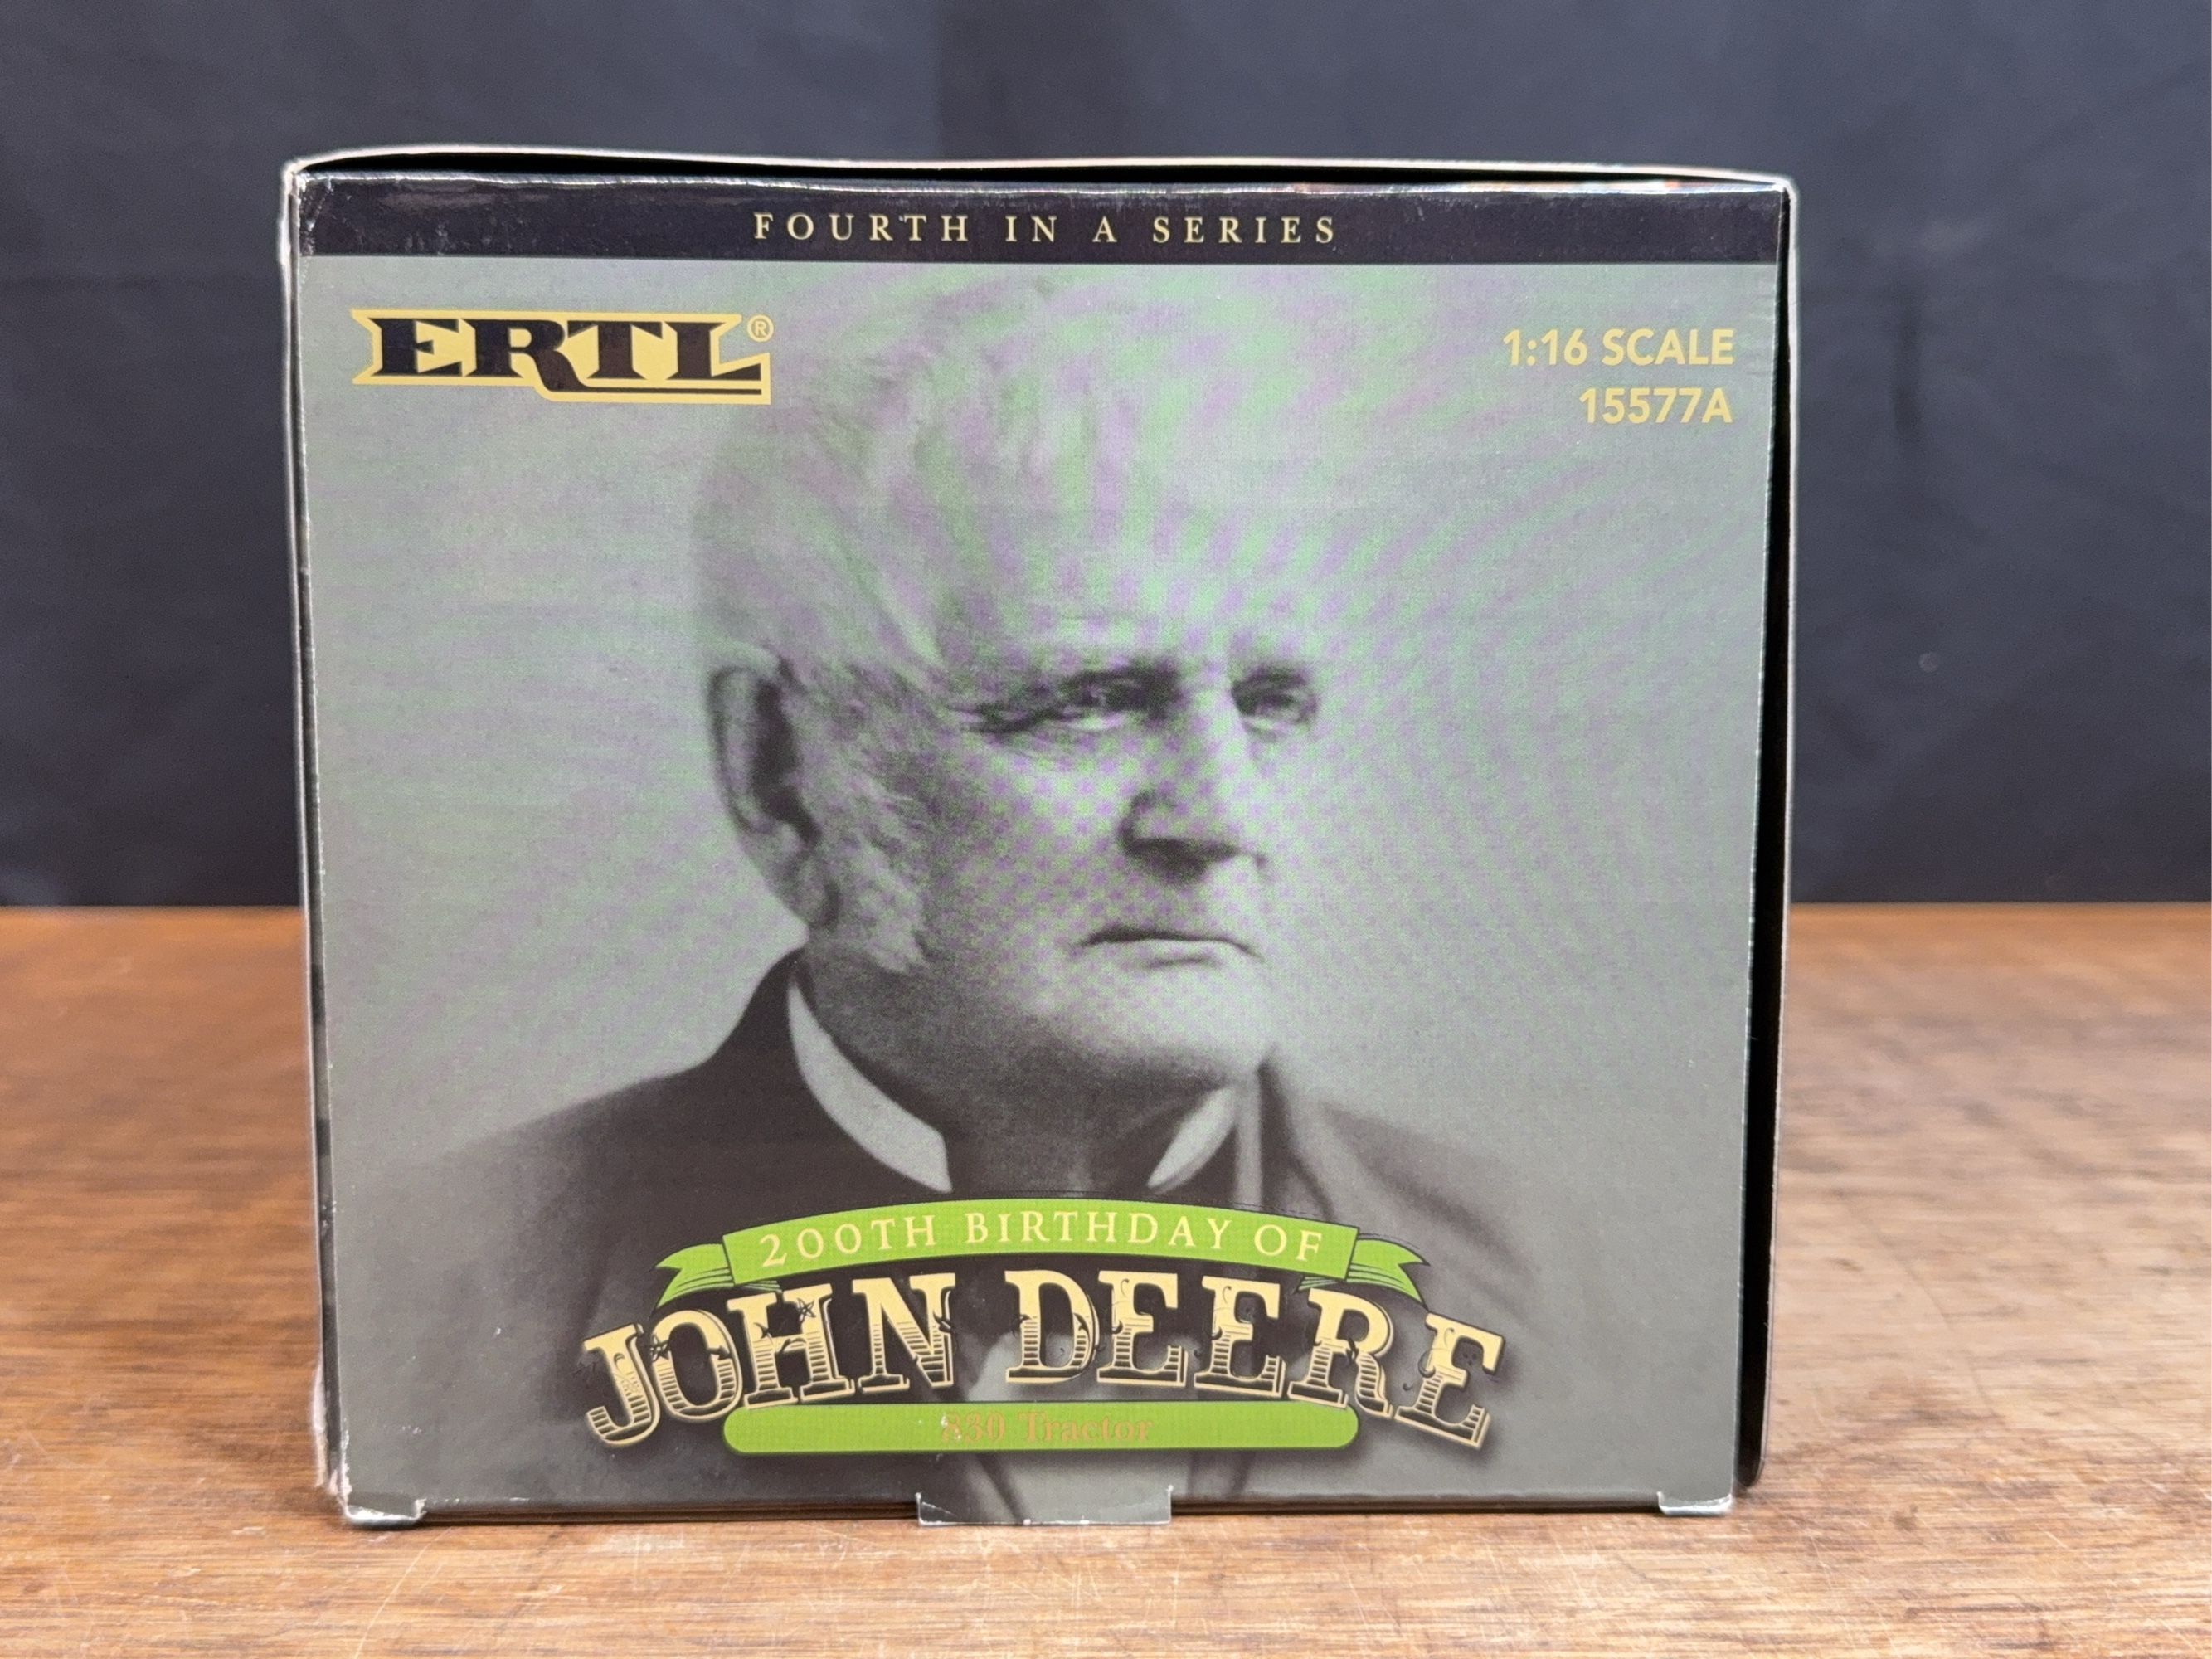 FOURTH IN A SERIES
ERTL®
1:16 SCALE
15577A
200TH BIRTHDAY OF
JOHN DEERE
830 Tractor